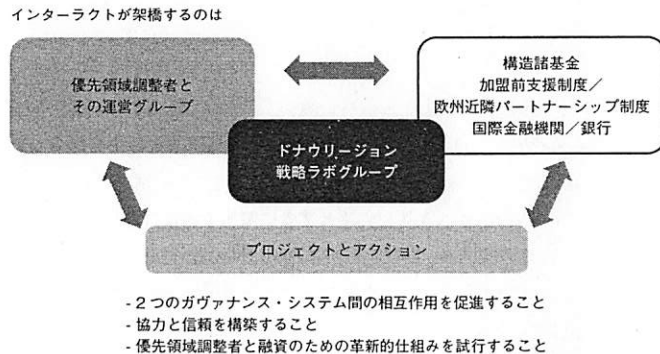 インターラクトが架橋するのは
優先領域調整者と
その運営グループ
構造諸基金
加盟前支援制度／
欧州近隣パートナーシップ制度
国際金融機関／銀行
ドナウリージョン
戦略ラボグループ
プロジェクトとアクション
- 2つのガヴァナンス・システム間の相互作用を促進すること
- 協力と信頼を構築すること
- 優先領域調整者と融資のための革新的仕組みを試行すること